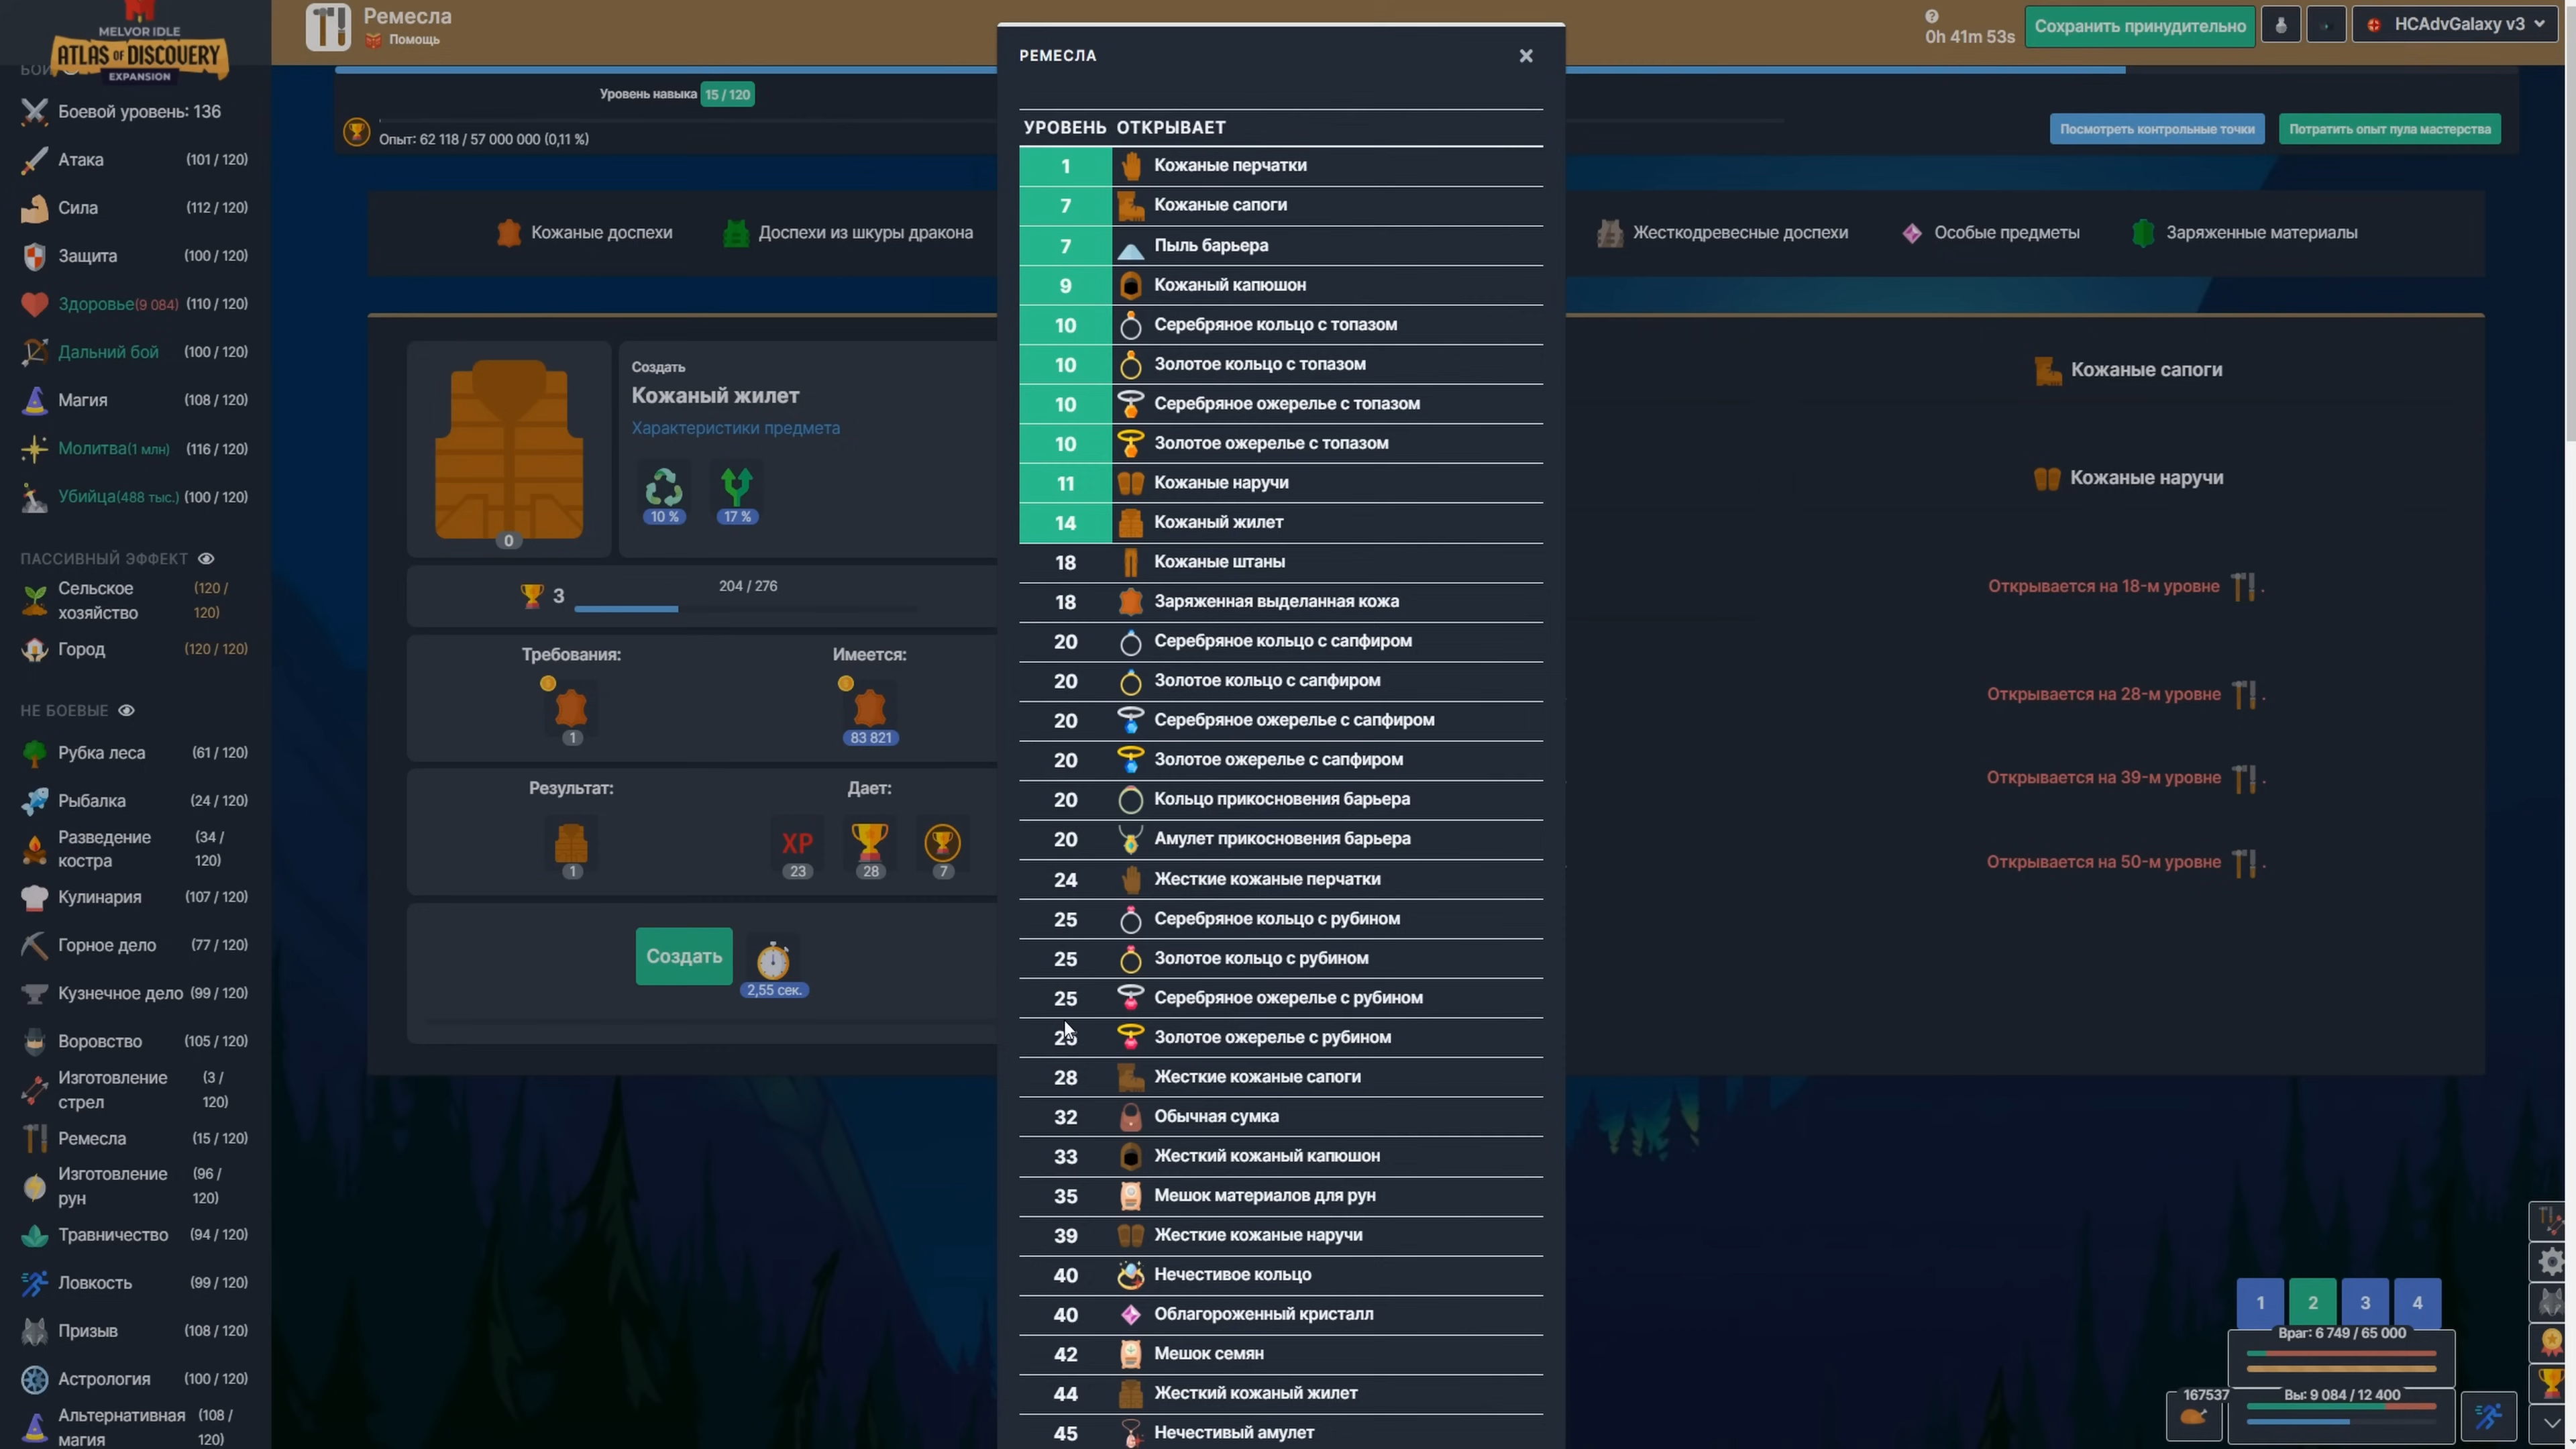 MELVOR IDLE
ATLAS OF DISCOVERY
EXPANSION
Ремесла
Помощь
0h 41m 53s
Сохранить принудительно
HCAdvGalaxy v3
Боевой уровень: 136
Атака (101 / 120)
Сила (112 / 120)
Защита (100 / 120)
Здоровье(9 084) (110 / 120)
Дальний бой (100 / 120)
Магия (108 / 120)
Молитва(1 млн) (116 / 120)
Убийца(488 тыс.) (100 / 120)
ПАССИВНЫЙ ЭФФЕКТ
Сельское хозяйство (120 / 120)
Город (120 / 120)
НЕ БОЕВЫЕ
Рубка леса (61 / 120)
Рыбалка (24 / 120)
Разведение костра (34 / 120)
Кулинария (107 / 120)
Горное дело (77 / 120)
Кузнечное дело (99 / 120)
Воровство (105 / 120)
Изготовление стрел (3 / 120)
Ремесла (15 / 120)
Изготовление рун (96 / 120)
Травничество (94 / 120)
Ловкость (99 / 120)
Призыв (108 / 120)
Астрология (100 / 120)
Альтернативная магия (108 / 120)
Уровень навыка 15 / 120
Опыт: 62 118 / 57 000 000 (0,11 %)
Посмотреть контрольные точки
Потратить опыт пула мастерства
Кожаные доспехи
Доспехи из шкуры дракона
Жесткодревесные доспехи
Особые предметы
Заряженные материалы
0
Создать
Кожаный жилет
Характеристики предмета
10 %
17 %
3
204 / 276
Требования:
Имеется:
1
83 821
Результат:
Дает:
1
XP
23
28
7
Создать
2,55 сек.
РЕМЕСЛА
УРОВЕНЬ ОТКРЫВАЕТ
1 Кожаные перчатки
7 Кожаные сапоги
7 Пыль барьера
9 Кожаный капюшон
10 Серебряное кольцо с топазом
10 Золотое кольцо с топазом
10 Серебряное ожерелье с топазом
10 Золотое ожерелье с топазом
11 Кожаные наручи
14 Кожаный жилет
18 Кожаные штаны
18 Заряженная выделанная кожа
20 Серебряное кольцо с сапфиром
20 Золотое кольцо с сапфиром
20 Серебряное ожерелье с сапфиром
20 Золотое ожерелье с сапфиром
20 Кольцо прикосновения барьера
20 Амулет прикосновения барьера
24 Жесткие кожаные перчатки
25 Серебряное кольцо с рубином
25 Золотое кольцо с рубином
25 Серебряное ожерелье с рубином
25 Золотое ожерелье с рубином
28 Жесткие кожаные сапоги
32 Обычная сумка
33 Жесткий кожаный капюшон
35 Мешок материалов для рун
39 Жесткие кожаные наручи
40 Нечестивое кольцо
40 Облагороженный кристалл
42 Мешок семян
44 Жесткий кожаный жилет
45 Нечестивый амулет
Кожаные сапоги
Кожаные наручи
Открывается на 18-м уровне .
Открывается на 28-м уровне .
Открывается на 39-м уровне .
Открывается на 50-м уровне .
1
2
3
4
Враг: 6 749 / 65 000
167537
Вы: 9 084 / 12 400